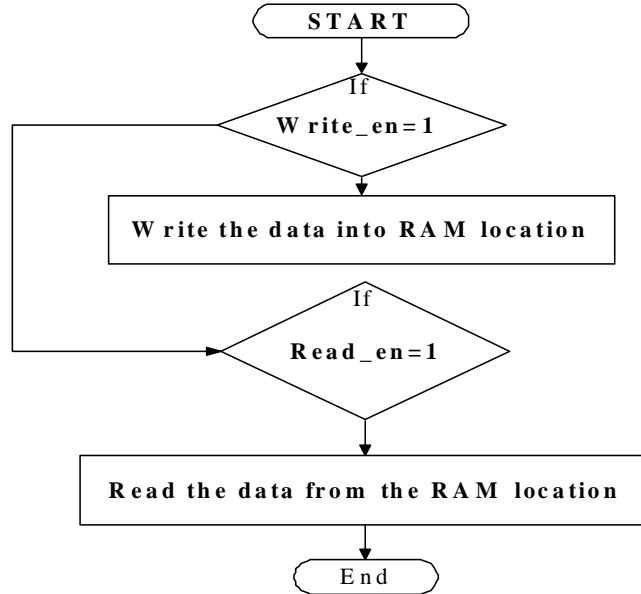 START
If
Write_en=1
Write the data into RAM location
If
Read_en=1
Read the data from the RAM location
End